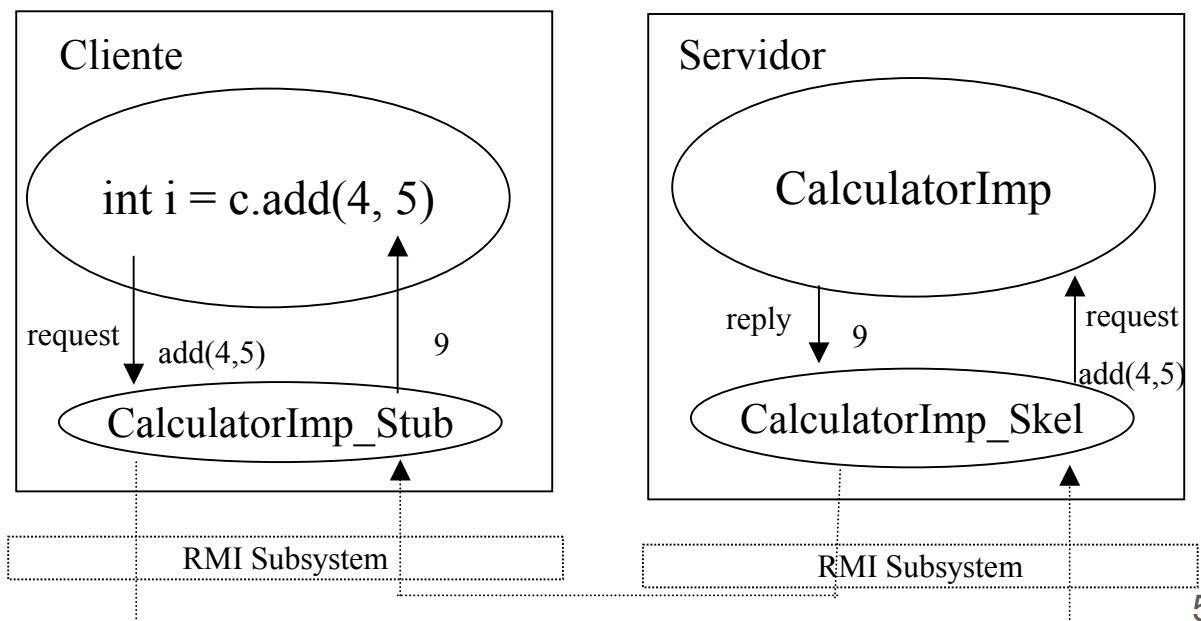 Cliente
int i = c.add(4, 5)
request
add(4,5)
9
CalculatorImp_Stub
RMI Subsystem
Servidor
CalculatorImp
reply
9
request
add(4,5)
CalculatorImp_Skel
RMI Subsystem
5